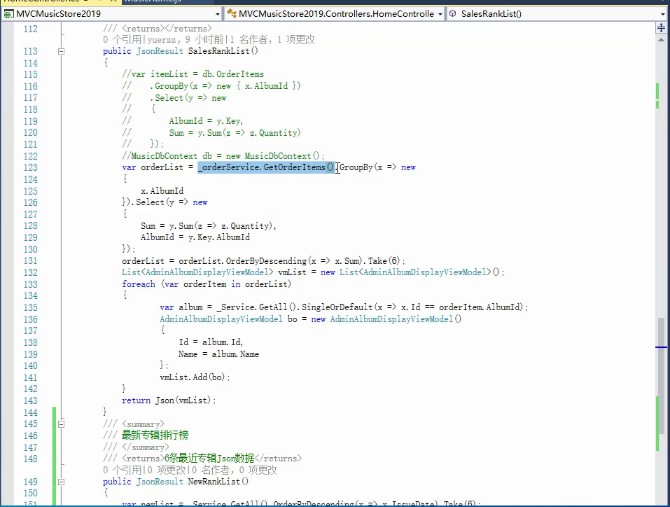 MVCMusicStore2019
MVCMusicStore2019.Controllers.HomeControlle
SalesRankList()
112 /// <returns></returns>
0 个引用|yuerzz，9 小时前|1 名作者，1 项更改
113 public JsonResult SalesRankList()
114 {
115 //var itemList = db.OrderItems
116 // .GroupBy(x => new { x.AlbumId })
117 // .Select(y => new
118 // {
119 // AlbumId = y.Key,
120 // Sum = y.Sum(z => z.Quantity)
121 // });
122 //MusicDbContext db = new MusicDbContext();
123 var orderList = _orderService.GetOrderItems().GroupBy(x => new
124 {
125 x.AlbumId
126 }).Select(y => new
127 {
128 Sum = y.Sum(z => z.Quantity),
129 AlbumId = y.Key.AlbumId
130 });
131 orderList = orderList.OrderByDescending(x => x.Sum).Take(6);
132 List<AdminAlbumDisplayViewModel> vmList = new List<AdminAlbumDisplayViewModel>();
133 foreach (var orderItem in orderList)
134 {
135 var album = _Service.GetAll().SingleOrDefault(x => x.Id == orderItem.AlbumId);
136 AdminAlbumDisplayViewModel bo = new AdminAlbumDisplayViewModel()
137 {
138 Id = album.Id,
139 Name = album.Name
140 };
141 vmList.Add(bo);
142 }
143 return Json(vmList);
144 }
145 /// <summary>
146 /// 最新专辑排行榜
147 /// </summary>
148 /// <returns>6条最近专辑Json数据</returns>
0 个引用|0 项更改|0 名作者，0 项更改
149 public JsonResult NewRankList()
150 {
151 var newList = _Service.GetAll().OrderByDescending(x => x.IssueDate).Take(6);